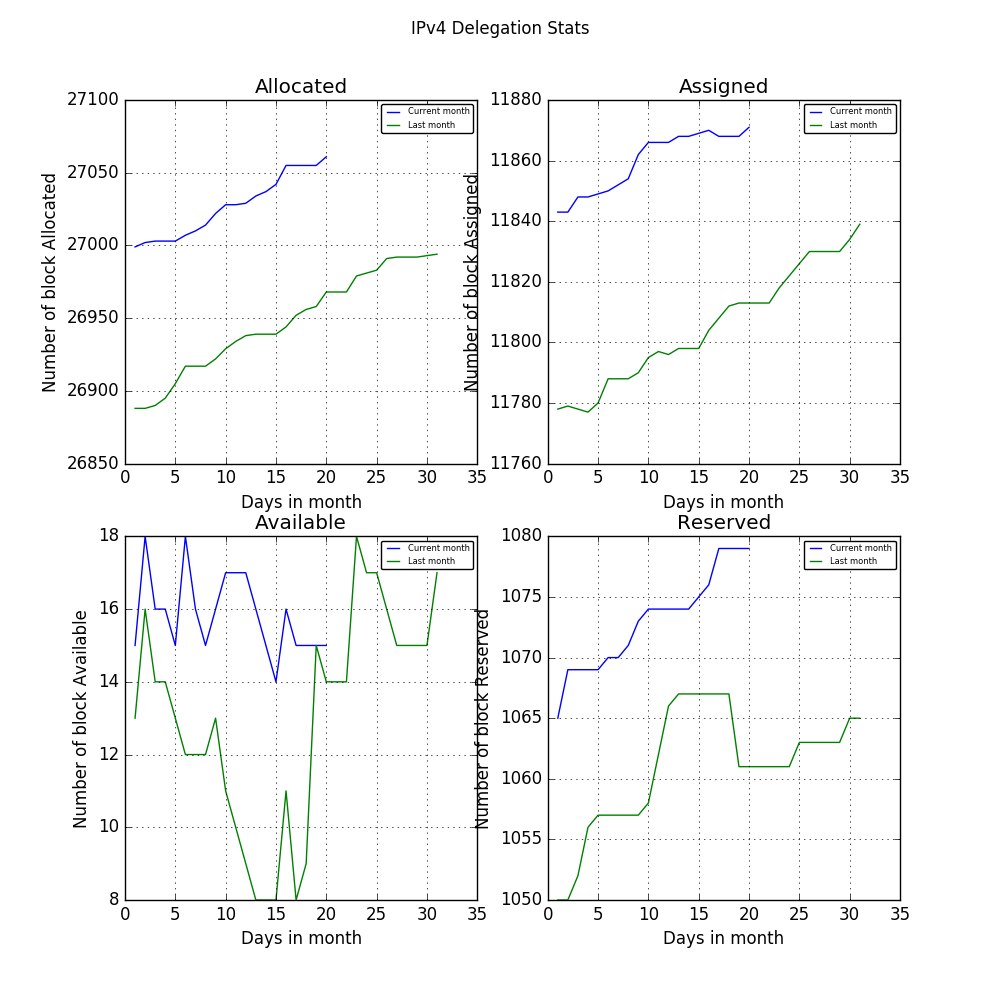 IPv4 Delegation Stats
Allocated
Number of block Allocated
27100
27050
27000
26950
26900
26850
0 5 10 15 20 25 30 35
Days in month
Current month
Last month
Assigned
Number of block Assigned
11880
11860
11840
11820
11800
11780
11760
0 5 10 15 20 25 30 35
Days in month
Current month
Last month
Available
Number of block Available
18
16
14
12
10
8
0 5 10 15 20 25 30 35
Days in month
Current month
Last month
Reserved
Number of block Reserved
1080
1075
1070
1065
1060
1055
1050
0 5 10 15 20 25 30 35
Days in month
Current month
Last month